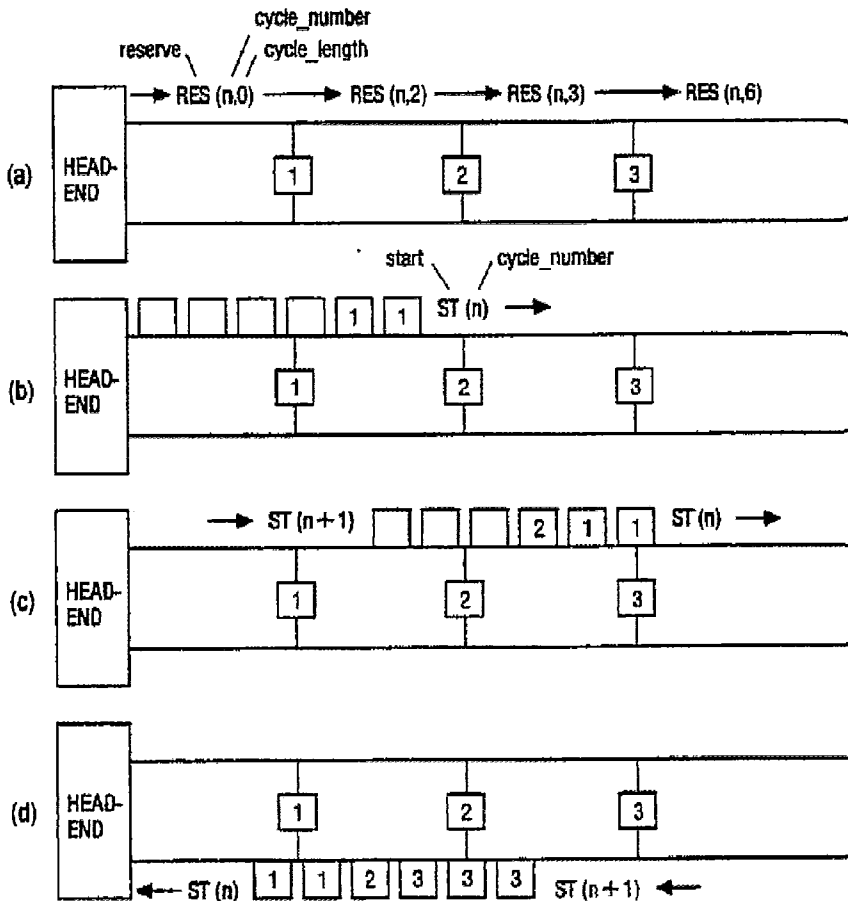 cycle_number
reserve cycle_length
RES (n,0) RES (n,2) RES (n,3) RES (n,6)
(a) HEAD-
END
1 2 3
start cycle_number
ST (n)
1 1
(b) HEAD-
END
1 2 3
ST (n+1) 2 1 1 ST (n)
(c) HEAD-
END
1 2 3
(d) HEAD-
END
1 2 3
ST (n) 1 1 2 3 3 3 ST (n+1)